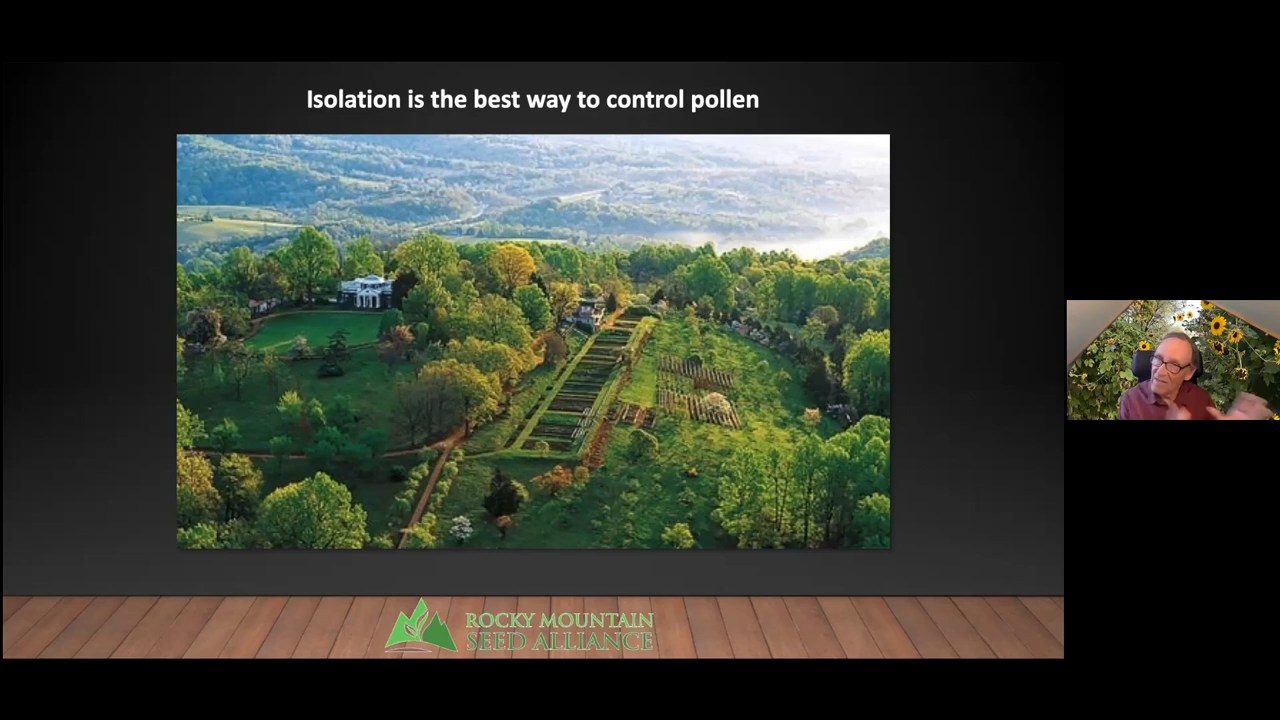 Isolation is the best way to control pollen
ROCKY MOUNTAIN
SEED ALLIANCE